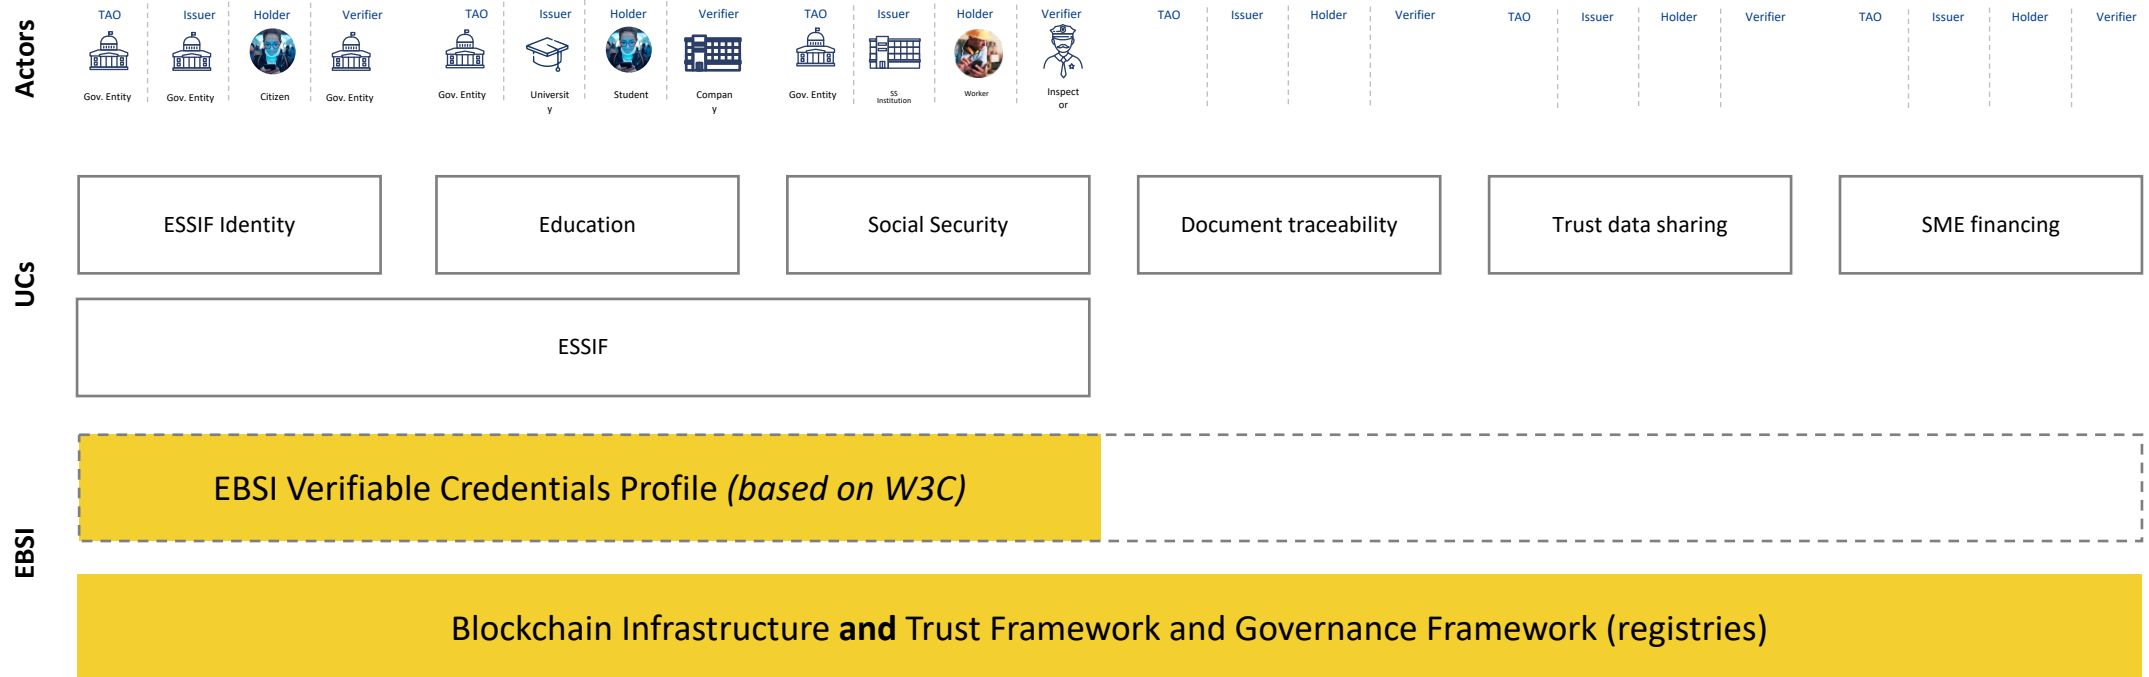 Actors
TAO Issuer Holder Verifier
TAO Issuer Holder Verifier
TAO Issuer Holder Verifier
TAO Issuer Holder Verifier
TAO Issuer Holder Verifier
TAO Issuer Holder Verifier
Gov. Entity
Gov. Entity
Citizen
Gov. Entity
Gov. Entity
Universit
y
Student
Compan
y
Gov. Entity
SS
Institution
Worker
Inspect
or
UCs
ESSIF Identity
Education
Social Security
Document traceability
Trust data sharing
SME financing
ESSIF
EBSI
EBSI Verifiable Credentials Profile (based on W3C)
Blockchain Infrastructure and Trust Framework and Governance Framework (registries)